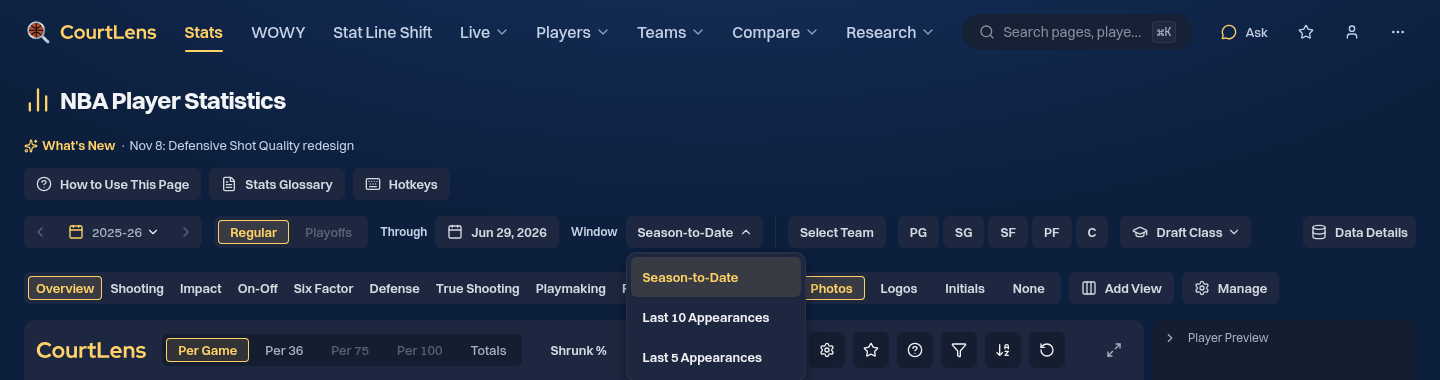 CourtLens Stats WOWY Stat Line Shift Live Players Teams Compare Research Search pages, playe... ⌘K Ask
NBA Player Statistics
What's New · Nov 8: Defensive Shot Quality redesign
How to Use This Page Stats Glossary Hotkeys
2025-26 Regular Playoffs Through Jun 29, 2026 Window Season-to-Date Select Team PG SG SF PF C Draft Class Data Details
Season-to-Date
Last 10 Appearances
Last 5 Appearances
Overview Shooting Impact On-Off Six Factor Defense True Shooting Playmaking Photos Logos Initials None Add View Manage
CourtLens Per Game Per 36 Per 75 Per 100 Totals Shrunk % Player Preview